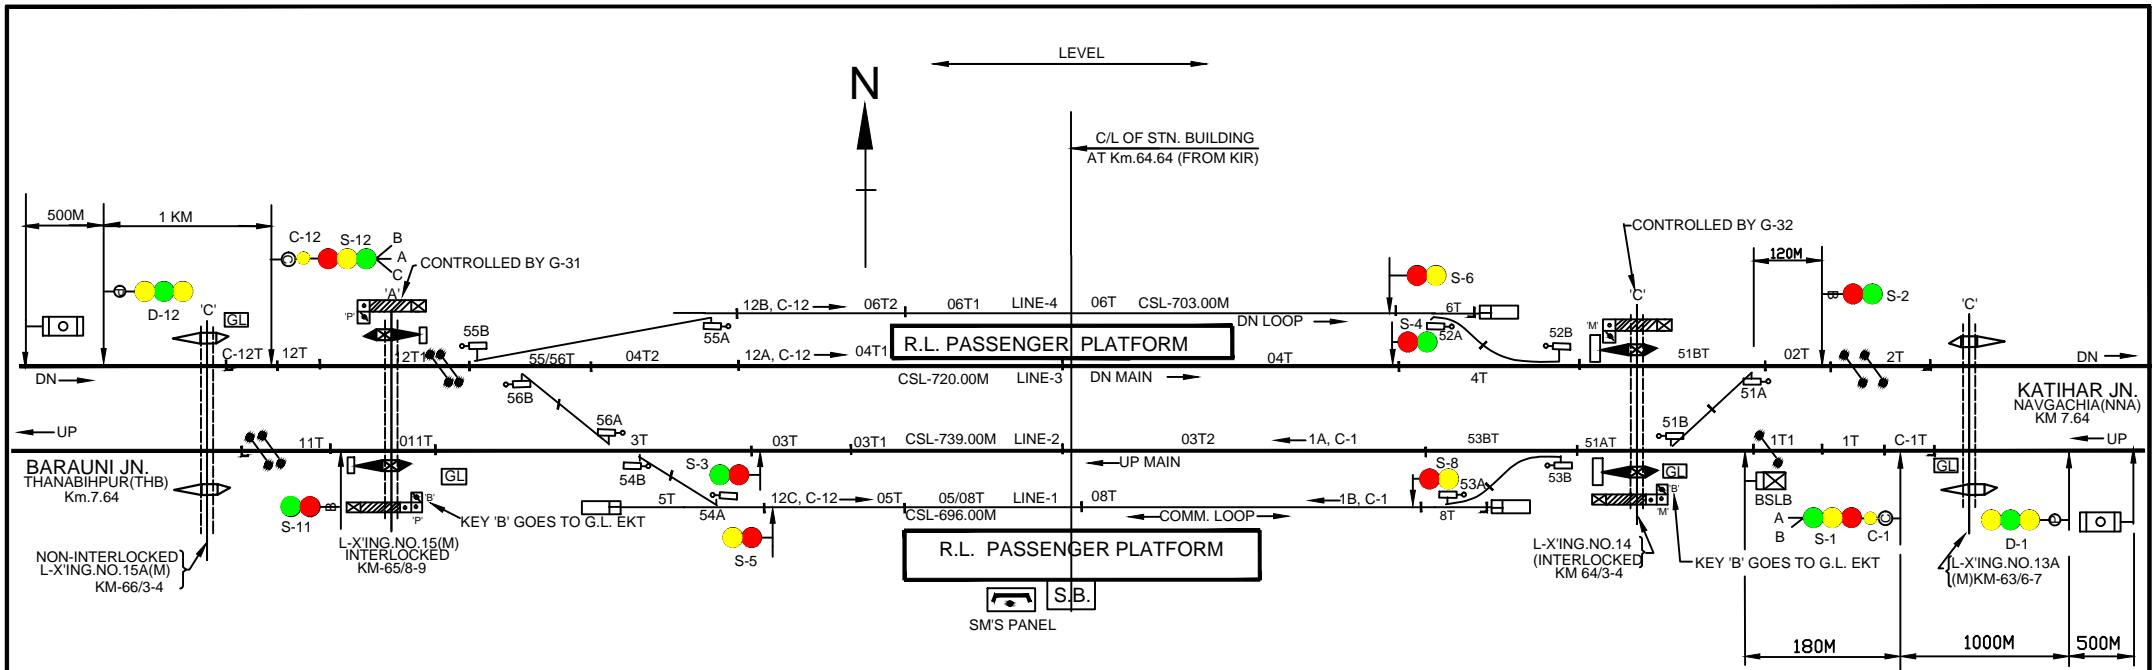 LEVEL
N
C/L OF STN. BUILDING
AT Km.64.64 (FROM KIR)
500M
1 KM
C-12
S-12
B
A
C
CONTROLLED BY G-31
'A'
'P'
D-12
'C'
GL
CONTROLLED BY G-32
'C'
120M
B
S-2
'C'
S-6
12B, C-12
06T2
06T1
LINE-4
06T
CSL-703.00M
6T
DN LOOP
S-4
52A
52B
'M'
55B
55A
C-12T
12T
12T1
55/56T
04T2
12A, C-12
04T1
R.L. PASSENGER PLATFORM
04T
51BT
02T
2T
DN
DN
CSL-720.00M
LINE-3
DN MAIN
4T
51A
KATIHAR JN.
NAVGACHIA(NNA)
KM 7.64
56B
56A
51B
UP
11T
011T
3T
03T
03T1
CSL-739.00M
LINE-2
03T2
1A, C-1
53BT
51AT
1T1
1T
C-1T
UP
BARAUNI JN.
THANABIHPUR(THB)
Km.7.64
GL
54B
S-3
UP MAIN
S-8
53A
53B
GL
GL
BSLB
S-11
B
'B'
'P'
KEY 'B' GOES TO G.L. EKT
5T
54A
12C, C-12
05T
05/08T
LINE-1
08T
1B, C-1
8T
CSL-696.00M
COMM. LOOP
'B'
'M'
A
B
S-1
C-1
D-1
NON-INTERLOCKED
L-X'ING.NO.15A(M)
KM-66/3-4
L-X'ING.NO.15(M)
INTERLOCKED
KM-65/8-9
S-5
R.L. PASSENGER PLATFORM
L-X'ING.NO.14
(INTERLOCKED
KM 64/3-4
KEY 'B' GOES TO G.L. EKT
L-X'ING.NO.13A
(M)KM-63/6-7
S.B.
SM'S PANEL
180M
1000M
500M